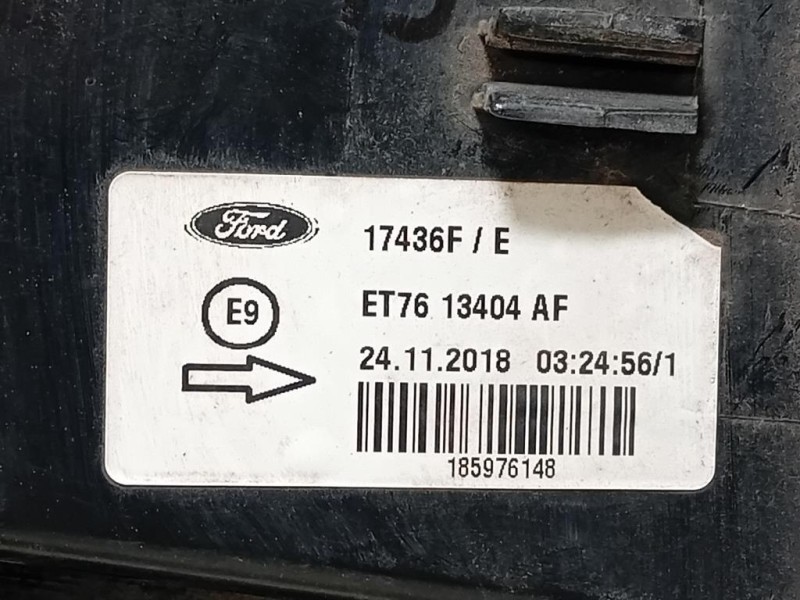 Ford
17436F / E
E9
ET76 13404 AF
24.11.2018 03:24:56/1
185976148